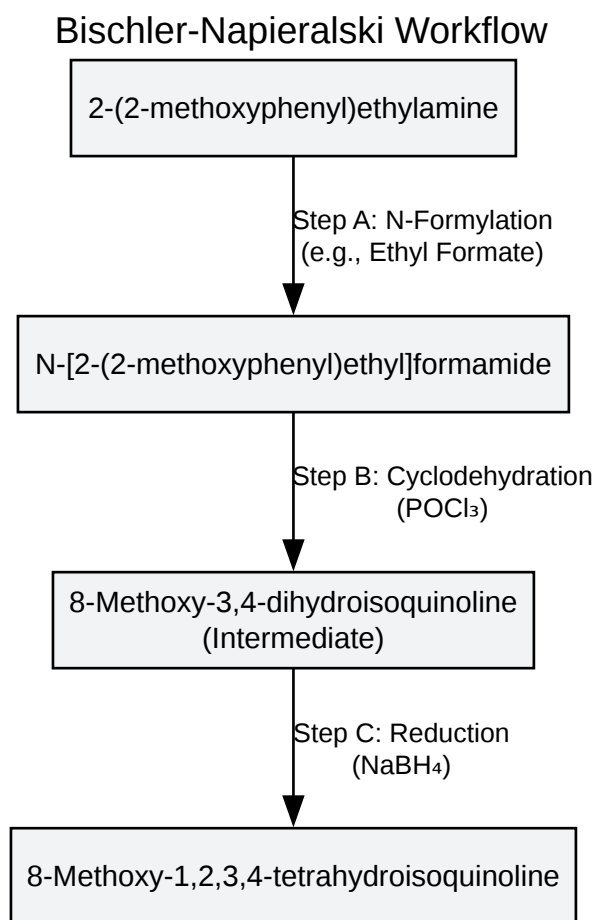 Bischler-Napieralski Workflow
2-(2-methoxyphenyl)ethylamine
Step A: N-Formylation
(e.g., Ethyl Formate)
N-[2-(2-methoxyphenyl)ethyl]formamide
Step B: Cyclodehydration
(POCl₃)
8-Methoxy-3,4-dihydroisoquinoline
(Intermediate)
Step C: Reduction
(NaBH₄)
8-Methoxy-1,2,3,4-tetrahydroisoquinoline